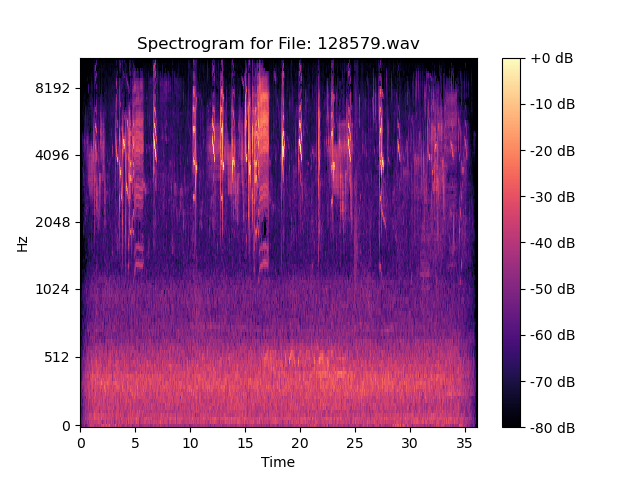 Spectrogram for File: 128579.wav
8192
4096
2048
1024
512
0
Hz
0 5 10 15 20 25 30 35
Time
+0 dB
-10 dB
-20 dB
-30 dB
-40 dB
-50 dB
-60 dB
-70 dB
-80 dB